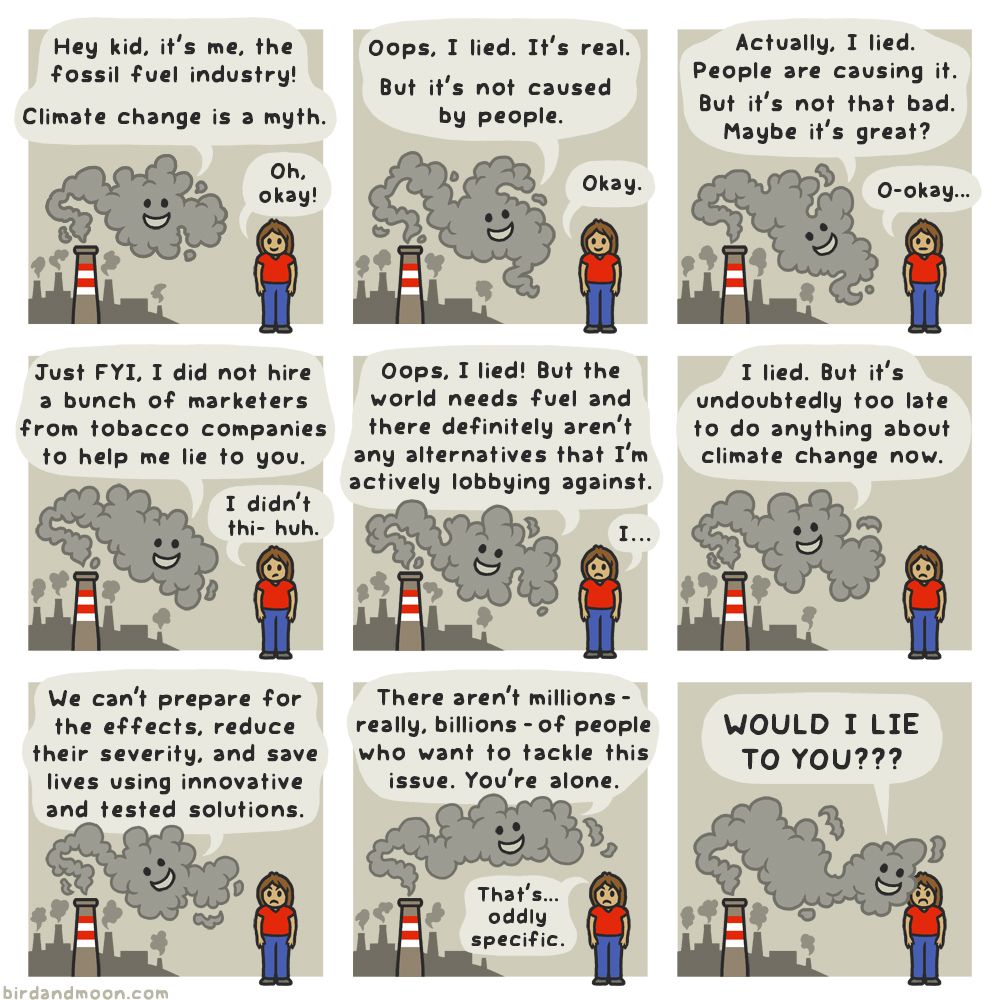 Hey kid, it's me, the
fossil fuel industry!
Climate change is a myth.
Oh,
okay!
Oops, I lied. It's real.
But it's not caused
by people.
Okay.
Actually, I lied.
People are causing it.
But it's not that bad.
Maybe it's great?
O-okay...
Just FYI, I did not hire
a bunch of marketers
from tobacco companies
to help me lie to you.
I didn't
thi- huh.
Oops, I lied! But the
world needs fuel and
there definitely aren't
any alternatives that I'm
actively lobbying against.
I...
I lied. But it's
undoubtedly too late
to do anything about
climate change now.
We can't prepare for
the effects, reduce
their severity, and save
lives using innovative
and tested solutions.
There aren't millions -
really, billions - of people
who want to tackle this
issue. You're alone.
That's...
oddly
specific.
WOULD I LIE
TO YOU???
birdandmoon.com